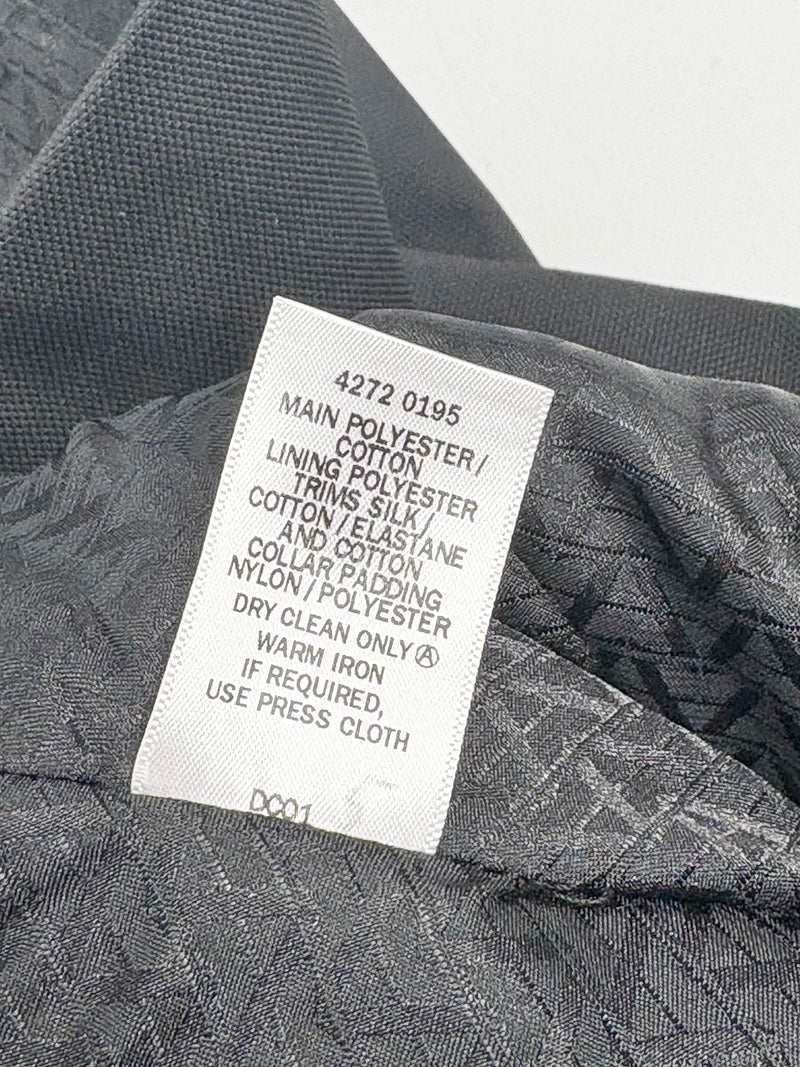 4272 0195
MAIN POLYESTER/
COTTON
LINING POLYESTER
TRIMS SILK/
COTTON/ELASTANE
AND COTTON
COLLAR PADDING
NYLON/POLYESTER
DRY CLEAN ONLY Ⓐ
WARM IRON
IF REQUIRED,
USE PRESS CLOTH
DC01